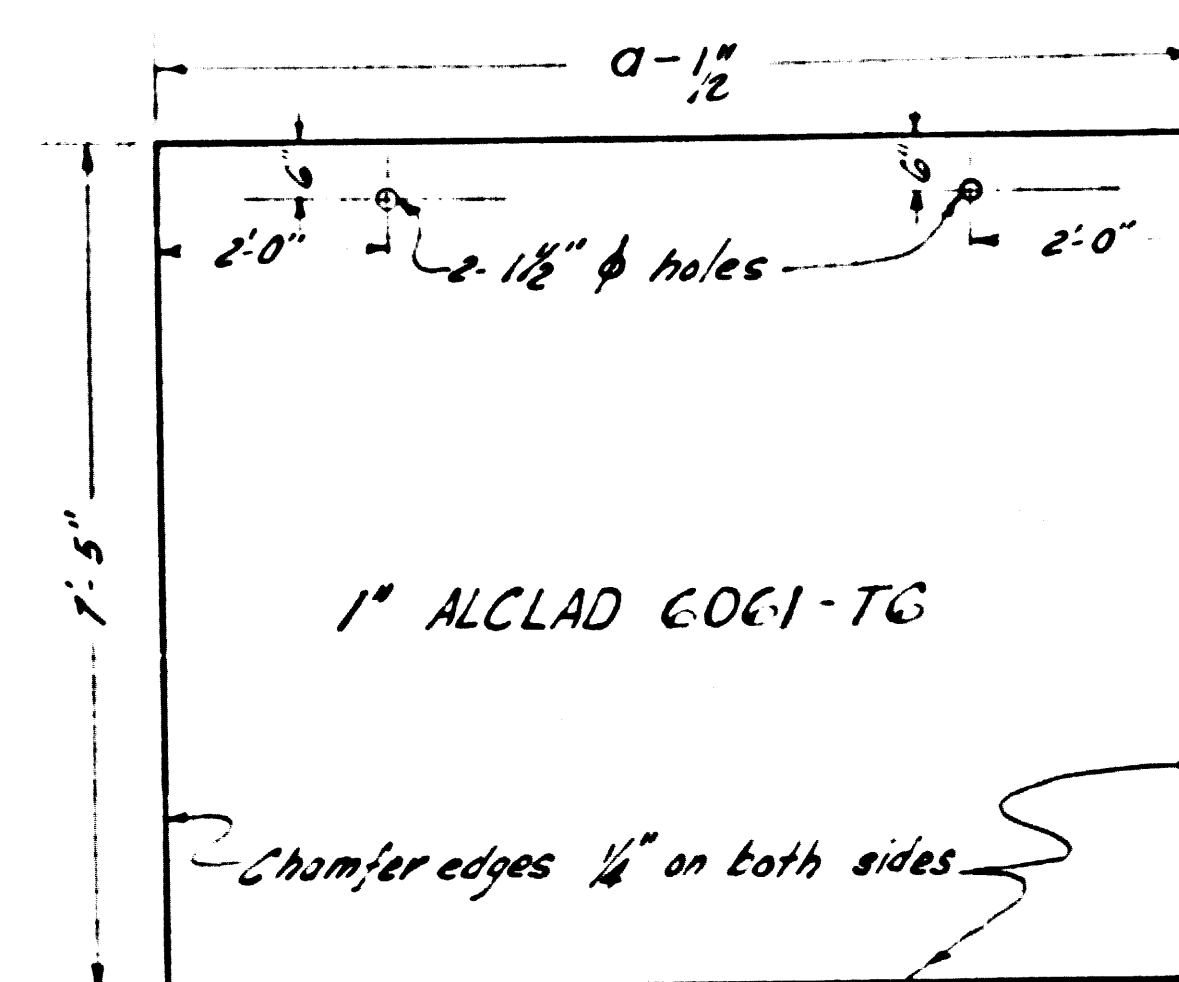 a - 1/2"
6"
6"
2'-0"
2'-0"
2- 1 1/2" ϕ holes
7'-5"
1" ALCLAD 6061-T6
Chamfer edges 1/4" on both sides